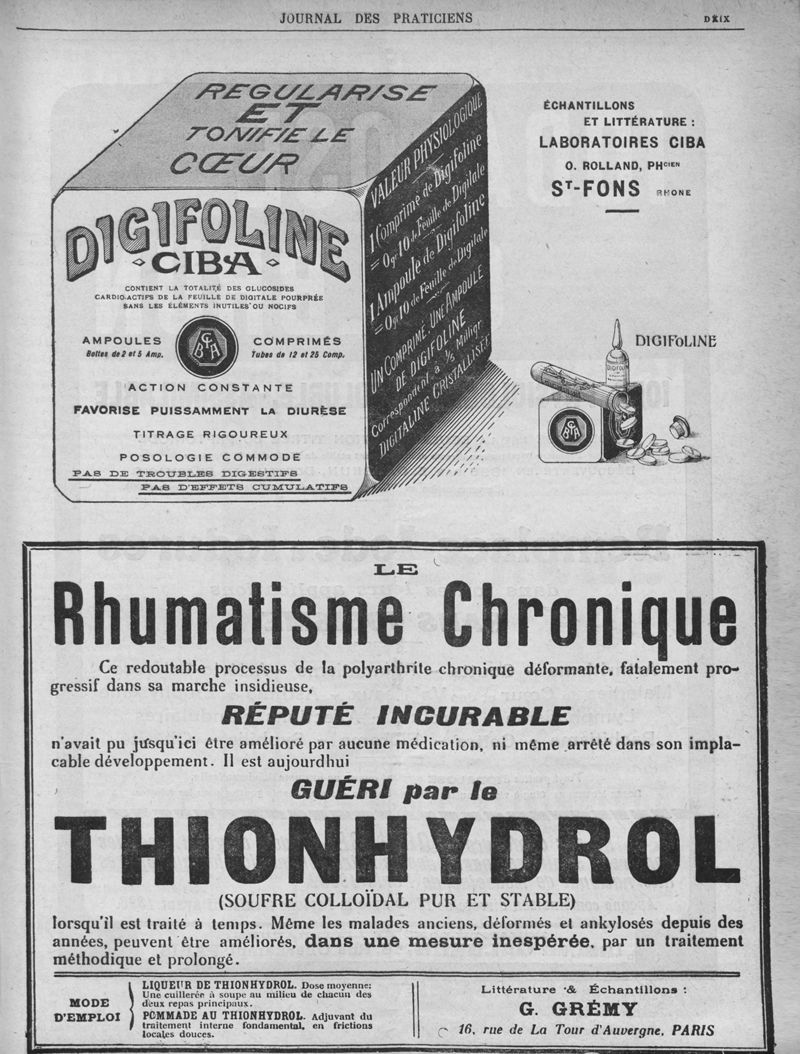 JOURNAL DES PRATICIENS
DXIX
REGULARISE
ET
TONIFIE LE
CŒUR
DIGIFOLINE
CIBA
CONTIENT LA TOTALITÉ DES GLUCOSIDES
CARDIO-ACTIFS DE LA FEUILLE DE DIGITALE POURPRÉE
SANS LES ÉLÉMENTS INUTILES OU NOCIFS
AMPOULES
Boîtes de 2 et 5 Amp.
CIBA
COMPRIMÉS
Tubes de 12 et 25 Comp.
ACTION CONSTANTE
FAVORISE PUISSAMMENT LA DIURÈSE
TITRAGE RIGOUREUX
POSOLOGIE COMMODE
PAS DE TROUBLES DIGESTIFS
PAS D'EFFETS CUMULATIFS
VALEUR PHYSIOLOGIQUE
1 Comprimé de Digifoline
= 0gr10 de Feuille de Digitale
1 Ampoule de Digifoline
= 0gr10 de Feuille de Digitale
UN COMPRIMÉ, UNE AMPOULE
DE DIGIFOLINE
Correspondent à 1/5 Milligr
DIGITALINE CRISTALLISÉE
ÉCHANTILLONS
ET LITTÉRATURE :
LABORATOIRES CIBA
O. ROLLAND, PHCIEN
ST-FONS RHONE
DIGIFOLINE
DIGIFOLINE
CIBA
LE
Rhumatisme Chronique
Ce redoutable processus de la polyarthrite chronique déformante, fatalement pro-
gressif dans sa marche insidieuse,
RÉPUTÉ INCURABLE
n'avait pu jusqu'ici être amélioré par aucune médication, ni même arrêté dans son impla-
cable développement. Il est aujourd'hui
GUÉRI par le
THIONHYDROL
(SOUFRE COLLOÏDAL PUR ET STABLE)
lorsqu'il est traité à temps. Même les malades anciens, déformés et ankylosés depuis des
années, peuvent être améliorés, dans une mesure inespérée, par un traitement
méthodique et prolongé.
MODE
D'EMPLOI
LIQUEUR DE THIONHYDROL. Dose moyenne:
Une cuillerée à soupe au milieu de chacun des
deux repas principaux.
POMMADE AU THIONHYDROL. Adjuvant du
traitement interne fondamental, en frictions
locales douces.
Littérature & Échantillons :
G. GRÉMY
16, rue de La Tour d'Auvergne, PARIS